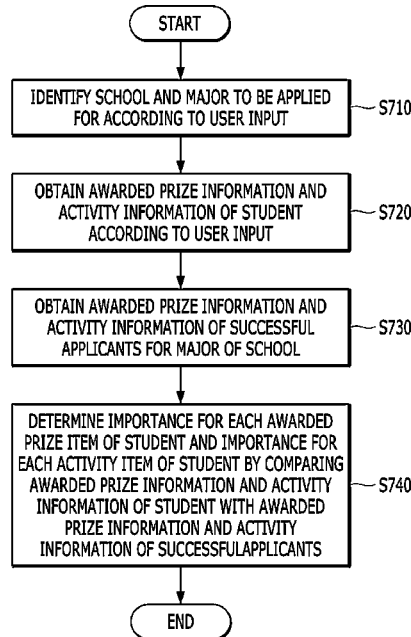 START
IDENTIFY SCHOOL AND MAJOR TO BE APPLIED
FOR ACCORDING TO USER INPUT
S710
OBTAIN AWARDED PRIZE INFORMATION AND
ACTIVITY INFORMATION OF STUDENT
ACCORDING TO USER INPUT
S720
OBTAIN AWARDED PRIZE INFORMATION AND
ACTIVITY INFORMATION OF SUCCESSFUL
APPLICANTS FOR MAJOR OF SCHOOL
S730
DETERMINE IMPORTANCE FOR EACH AWARDED
PRIZE ITEM OF STUDENT AND IMPORTANCE FOR
EACH ACTIVITY ITEM OF STUDENT BY COMPARING
AWARDED PRIZE INFORMATION AND ACTIVITY
INFORMATION OF STUDENT WITH AWARDED
PRIZE INFORMATION AND ACTIVITY
INFORMATION OF SUCCESSFULAPPLICANTS
S740
END